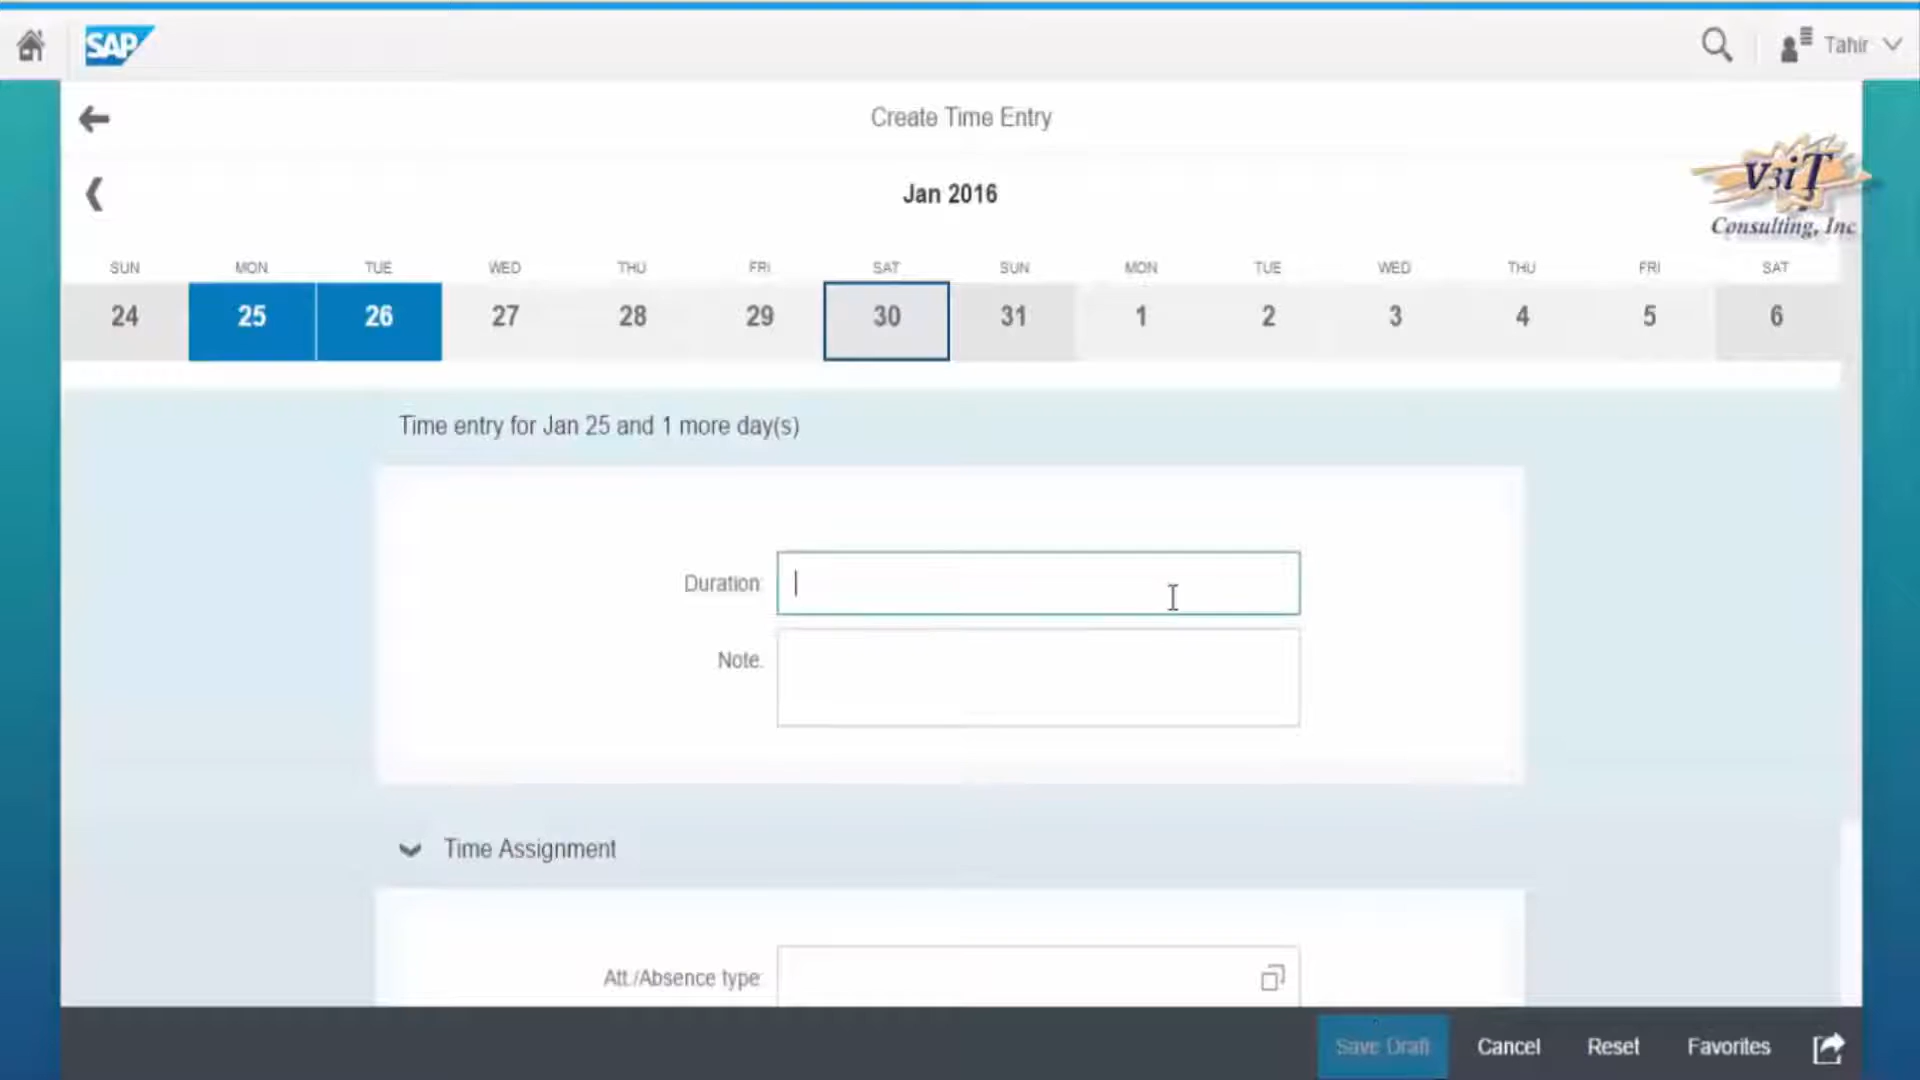 SAP
Tahir
Create Time Entry
Jan 2016
V3iT
Consulting, Inc
SUN MON TUE WED THU FRI SAT SUN MON TUE WED THU FRI SAT
24 25 26 27 28 29 30 31 1 2 3 4 5 6
Time entry for Jan 25 and 1 more day(s)
Duration:
Note:
Time Assignment
Att./Absence type:
Save Draft Cancel Reset Favorites